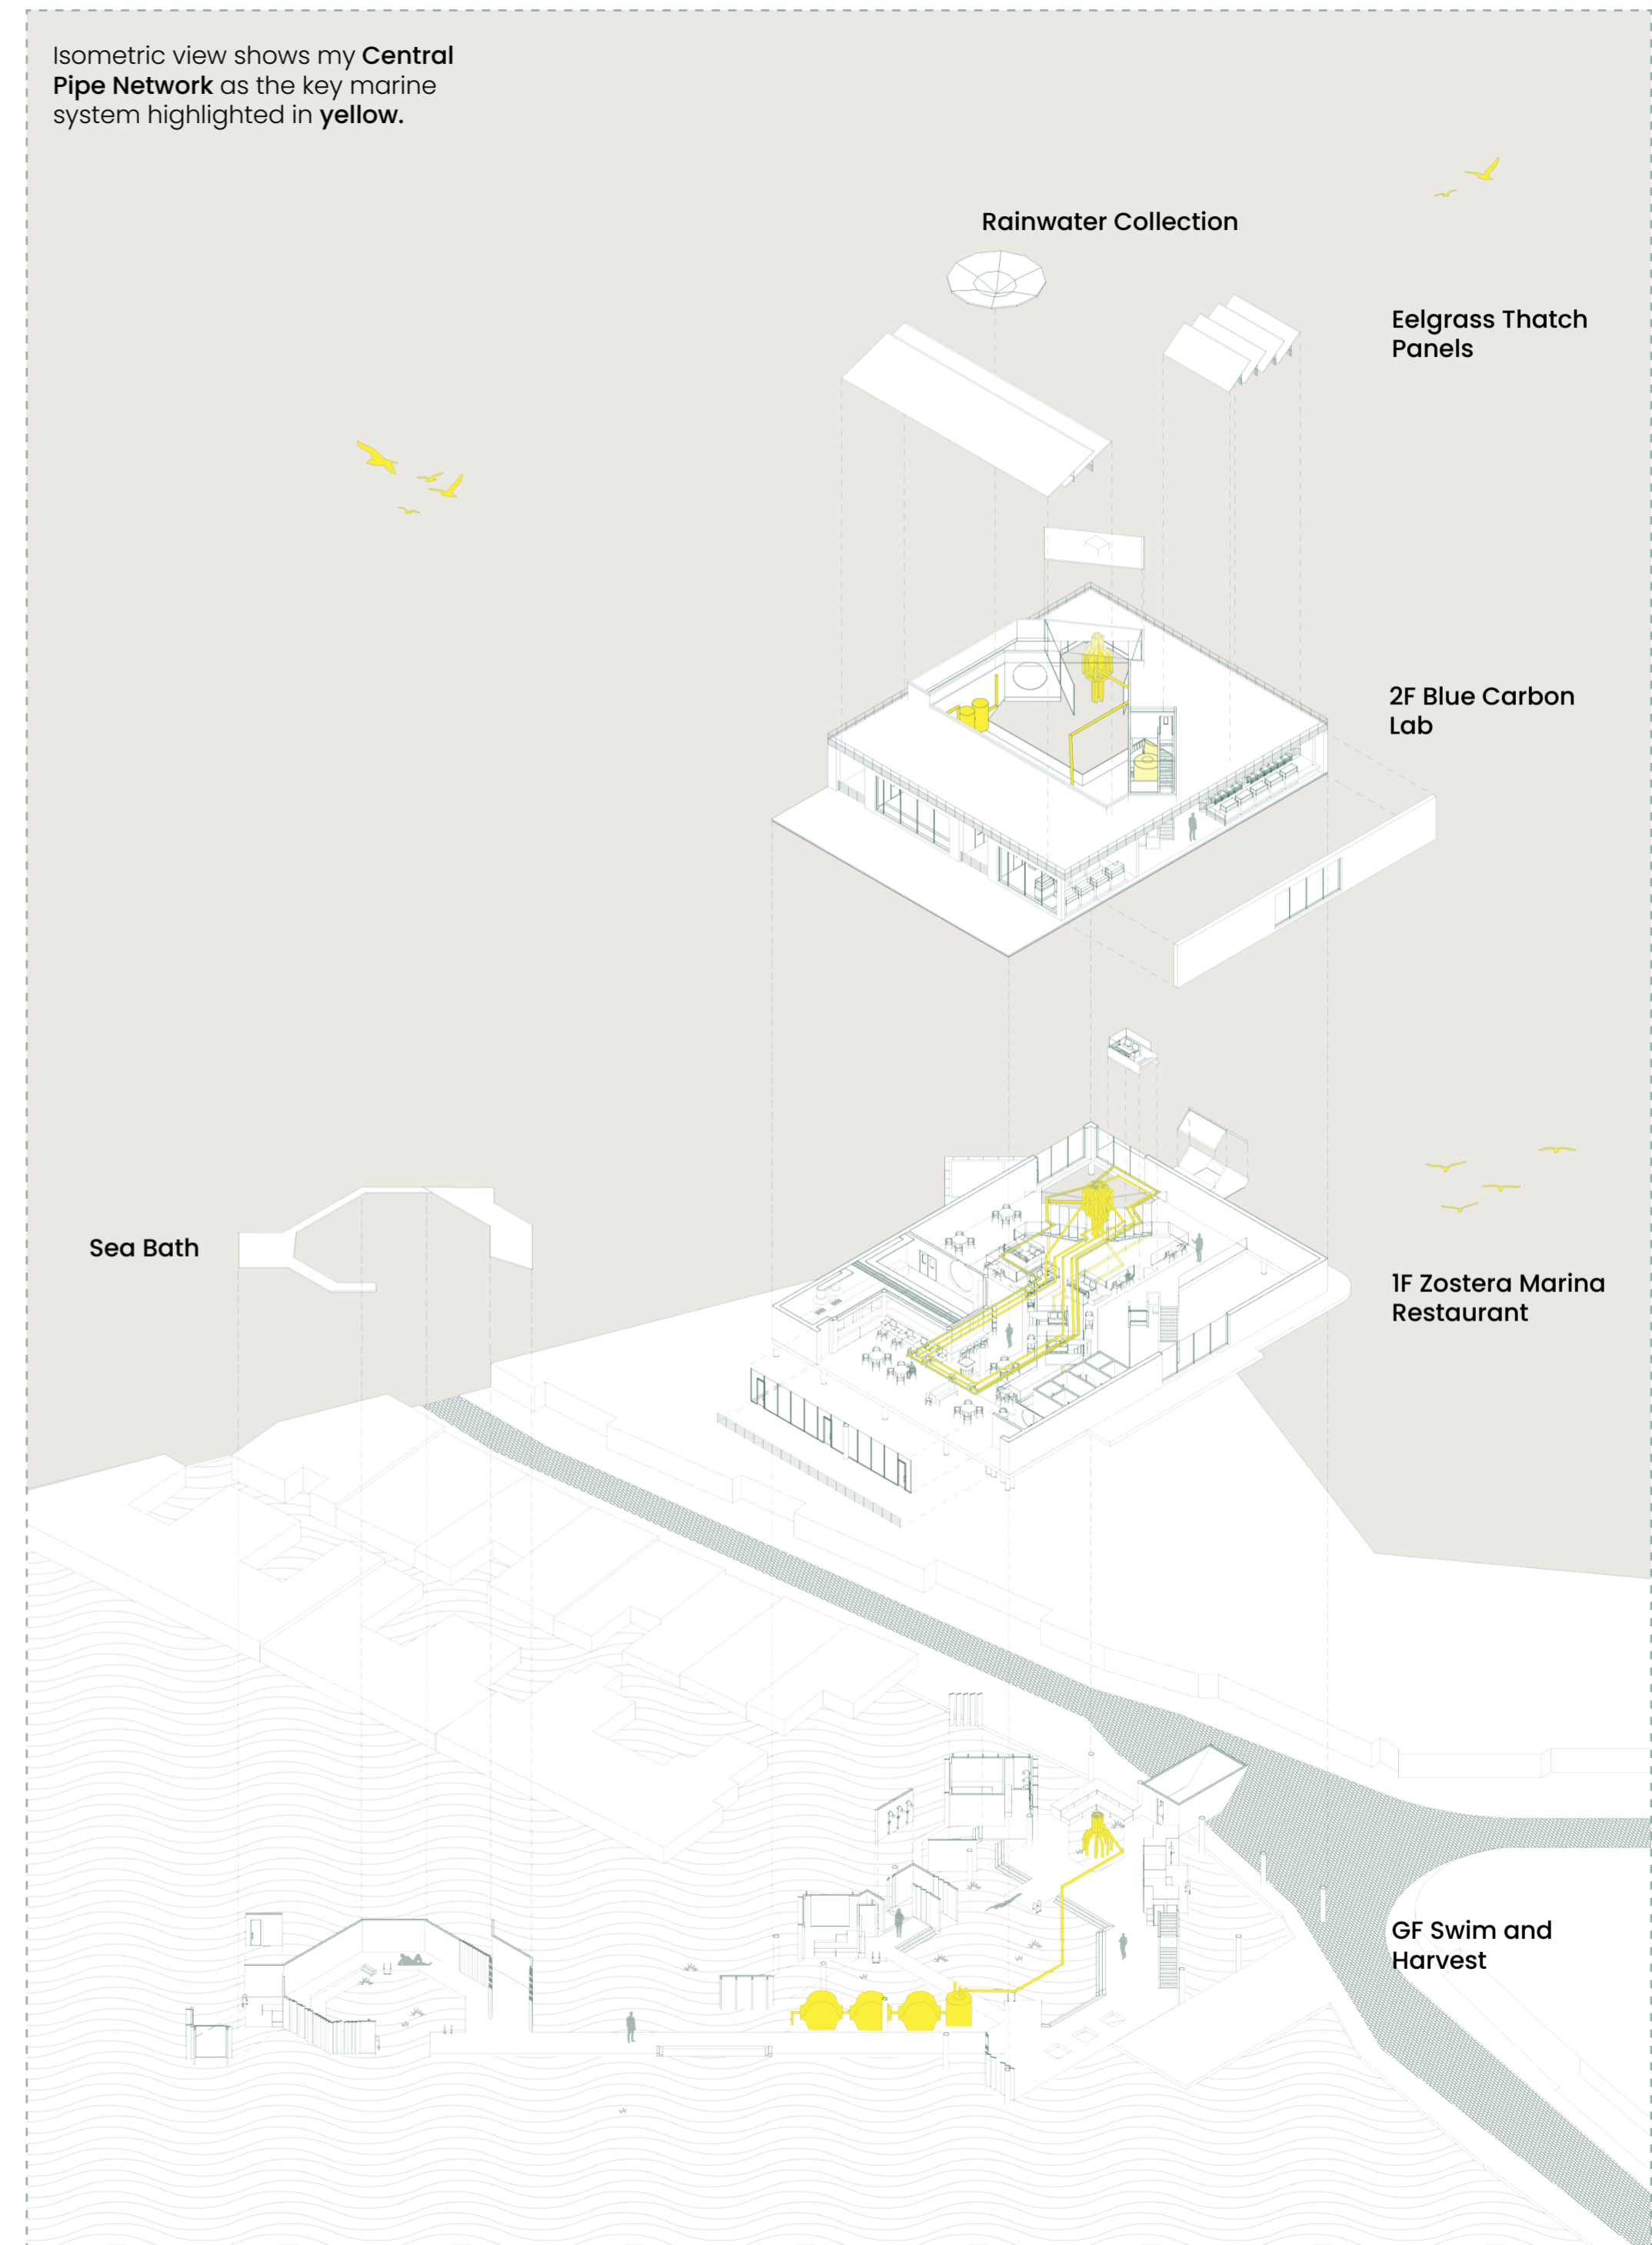 Isometric view shows my Central
Pipe Network as the key marine
system highlighted in yellow.
Rainwater Collection
Eelgrass Thatch
Panels
2F Blue Carbon
Lab
Sea Bath
1F Zostera Marina
Restaurant
GF Swim and
Harvest